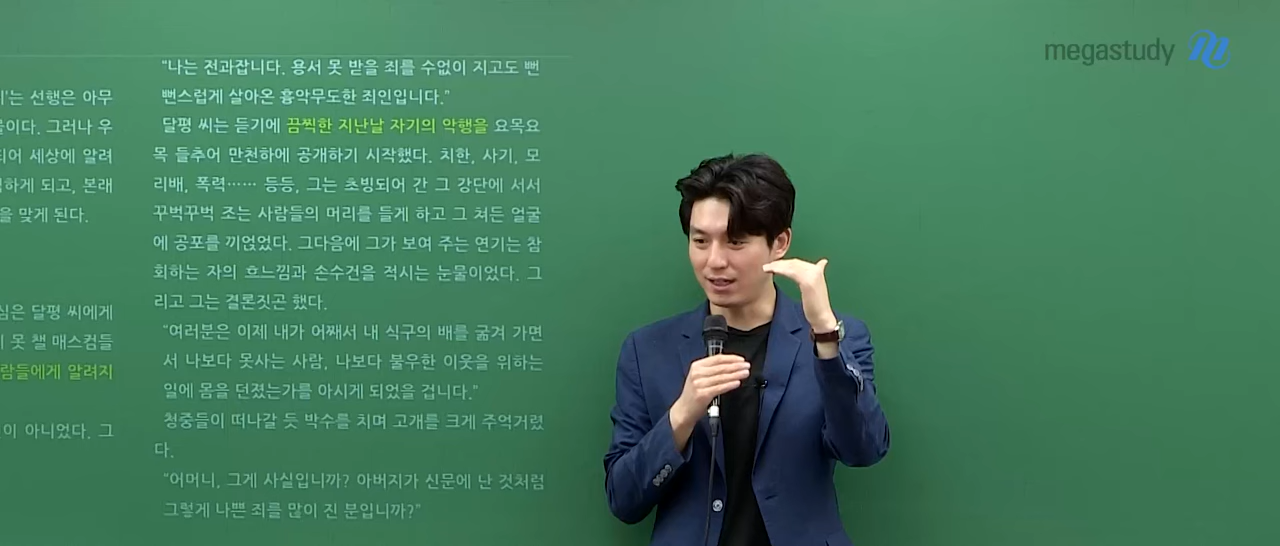 megastudy
는 선행은 아무
이다. 그러나 우
되어 세상에 알려
하게 되고, 본래
을 맞게 된다.
심은 달평 씨에게
못 챌 매스컴들
람들에게 알려지
이 아니었다. 그
“나는 전과잡니다. 용서 못 받을 죄를 수없이 지고도 뻔
뻔스럽게 살아온 흉악무도한 죄인입니다.”
달평 씨는 듣기에 끔찍한 지난날 자기의 악행을 요목요
목 들추어 만천하에 공개하기 시작했다. 치한, 사기, 모
리배, 폭력…… 등등, 그는 초빙되어 간 그 강단에 서서
꾸벅꾸벅 조는 사람들의 머리를 들게 하고 그 쳐든 얼굴
에 공포를 끼얹었다. 그다음에 그가 보여 주는 연기는 참
회하는 자의 흐느낌과 손수건을 적시는 눈물이었다. 그
리고 그는 결론짓곤 했다.
“여러분은 이제 내가 어째서 내 식구의 배를 굶겨 가면
서 나보다 못사는 사람, 나보다 불우한 이웃을 위하는
일에 몸을 던졌는가를 아시게 되었을 겁니다.”
청중들이 떠나갈 듯 박수를 치며 고개를 크게 주억거렸
다.
“어머니, 그게 사실입니까? 아버지가 신문에 난 것처럼
그렇게 나쁜 죄를 많이 진 분입니까?”